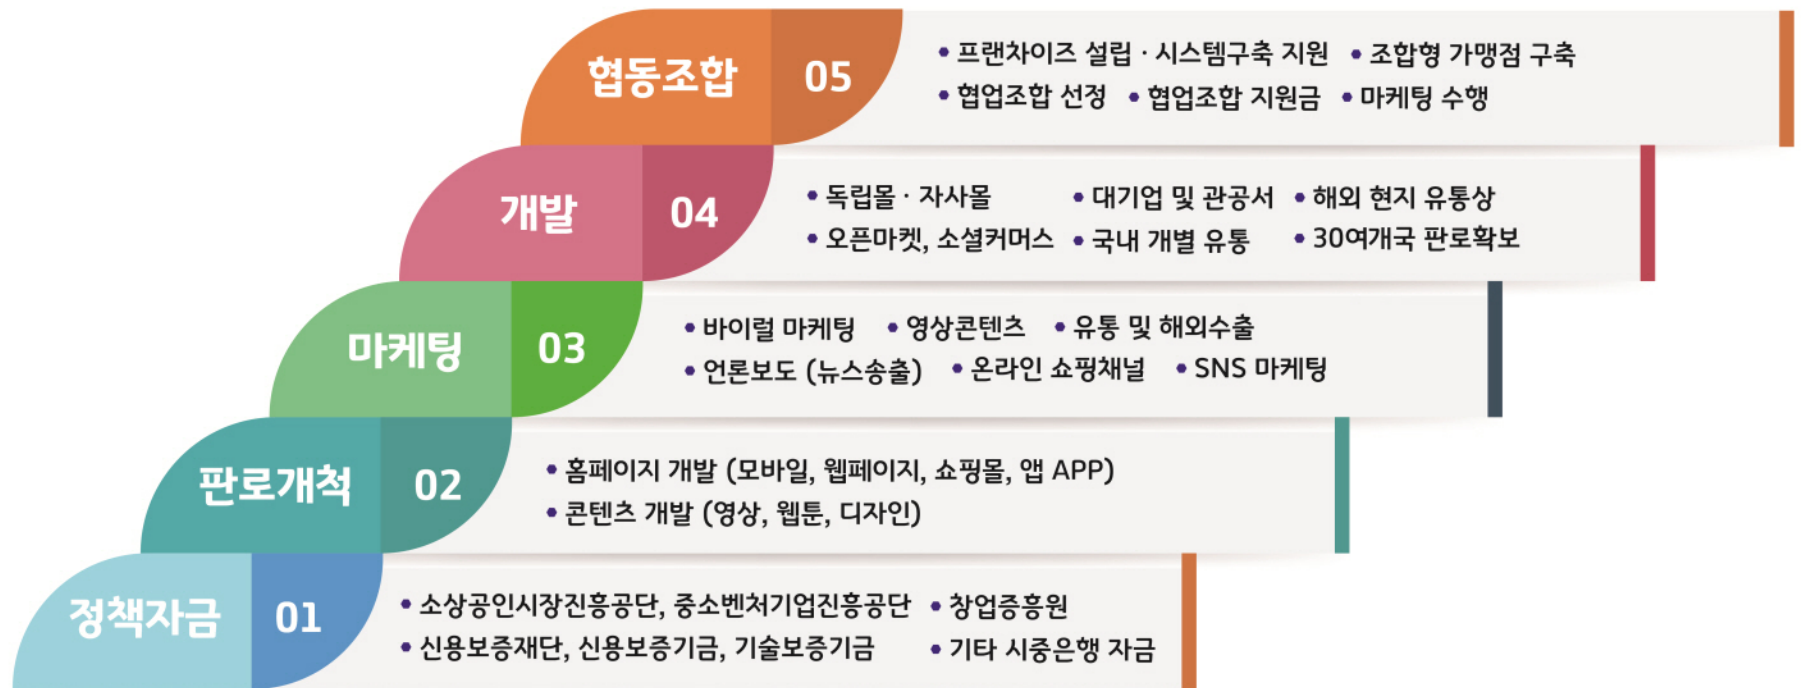 협동조합 05
• 프랜차이즈 설립 · 시스템구축 지원 • 조합형 가맹점 구축
• 협업조합 선정 • 협업조합 지원금 • 마케팅 수행
개발 04
• 독립몰 · 자사몰 • 대기업 및 관공서 • 해외 현지 유통상
• 오픈마켓, 소셜커머스 • 국내 개별 유통 • 30여개국 판로확보
마케팅 03
• 바이럴 마케팅 • 영상콘텐츠 • 유통 및 해외수출
• 언론보도 (뉴스송출) • 온라인 쇼핑채널 • SNS 마케팅
판로개척 02
• 홈페이지 개발 (모바일, 웹페이지, 쇼핑몰, 앱 APP)
• 콘텐츠 개발 (영상, 웹툰, 디자인)
정책자금 01
• 소상공인시장진흥공단, 중소벤처기업진흥공단 • 창업증흥원
• 신용보증재단, 신용보증기금, 기술보증기금 • 기타 시중은행 자금